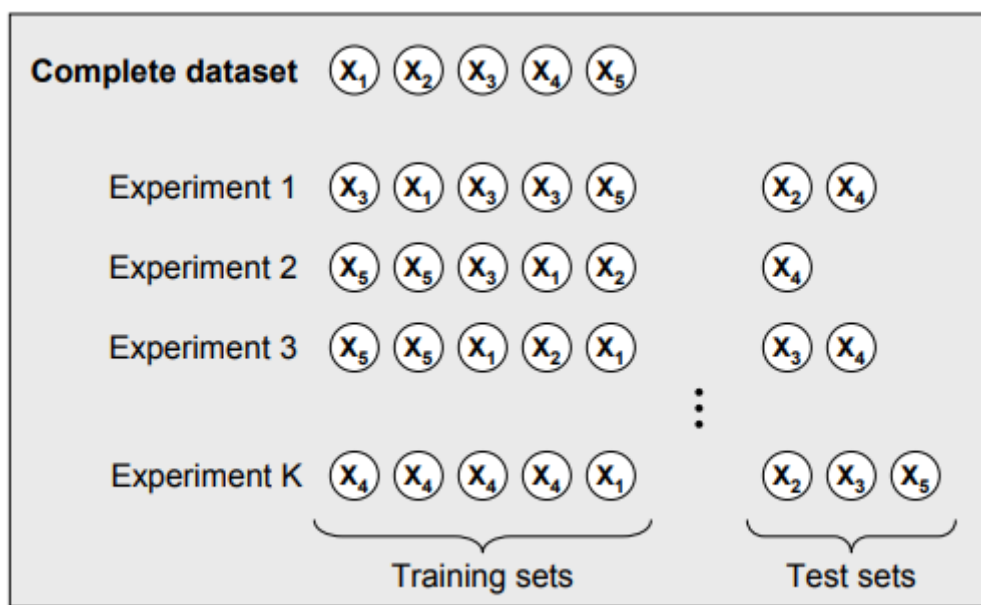 Complete dataset X₁ X₂ X₃ X₄ X₅
Experiment 1 X₃ X₁ X₃ X₃ X₅ X₂ X₄
Experiment 2 X₅ X₅ X₃ X₁ X₂ X₄
Experiment 3 X₅ X₅ X₁ X₂ X₁ X₃ X₄
⋮
Experiment K X₄ X₄ X₄ X₄ X₁ X₂ X₃ X₅
Training sets Test sets